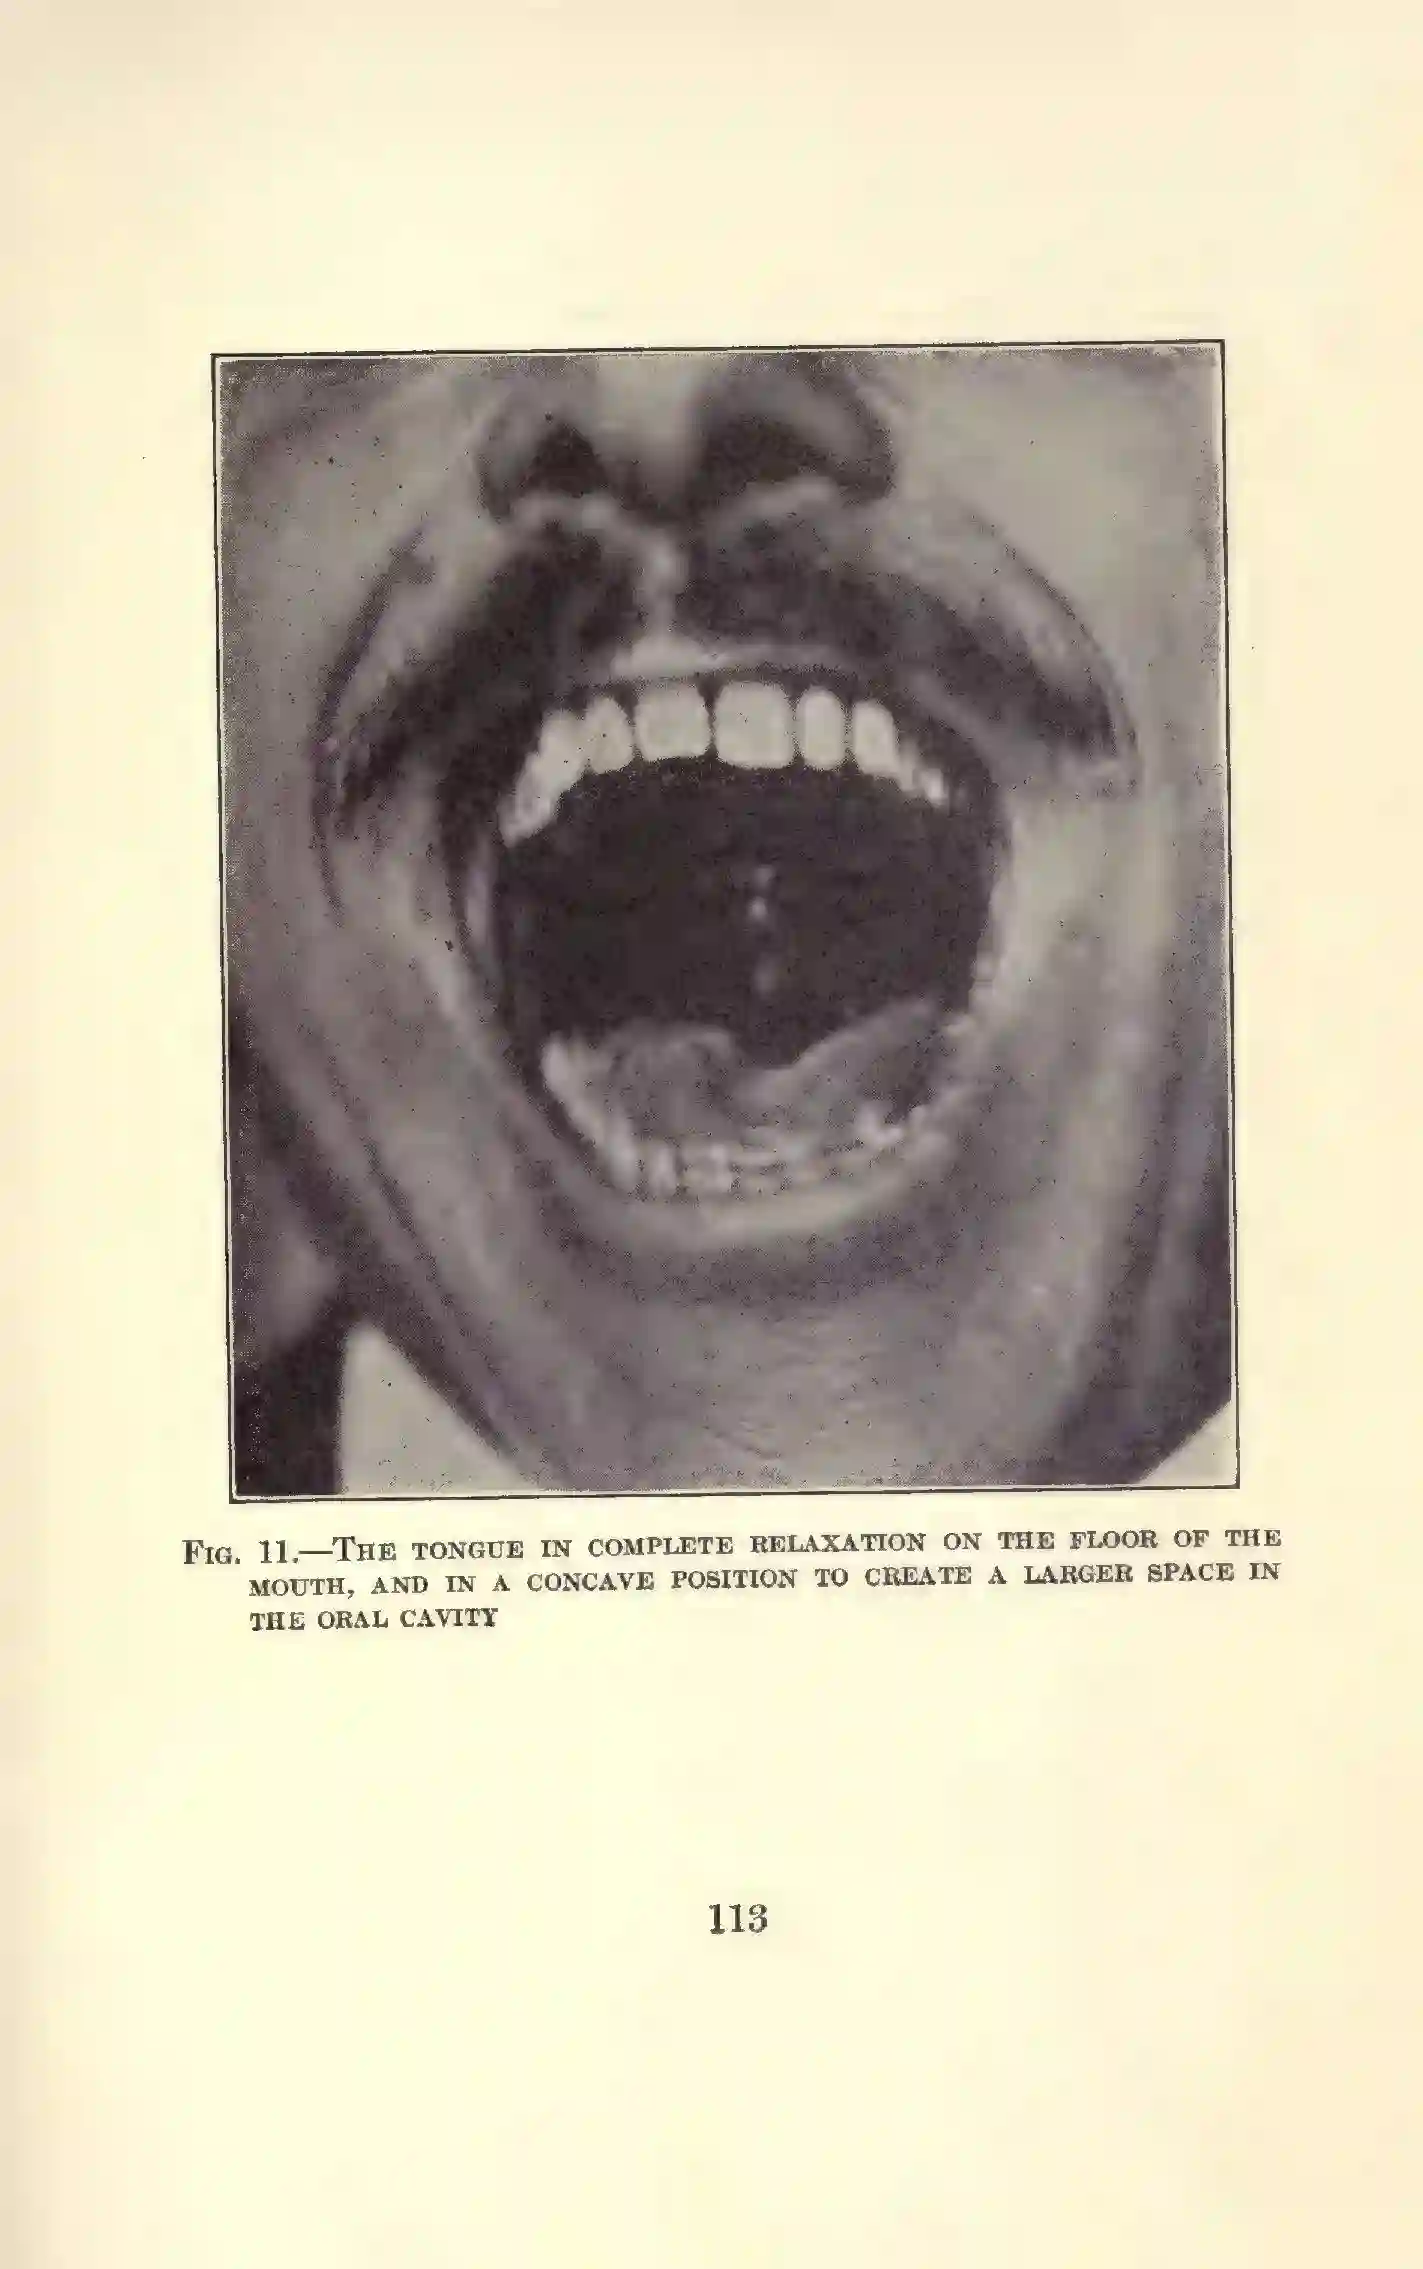 Fig. 11.—The tongue in complete relaxation on the floor of the
mouth, and in a concave position to create a larger space in
the oral cavity
113